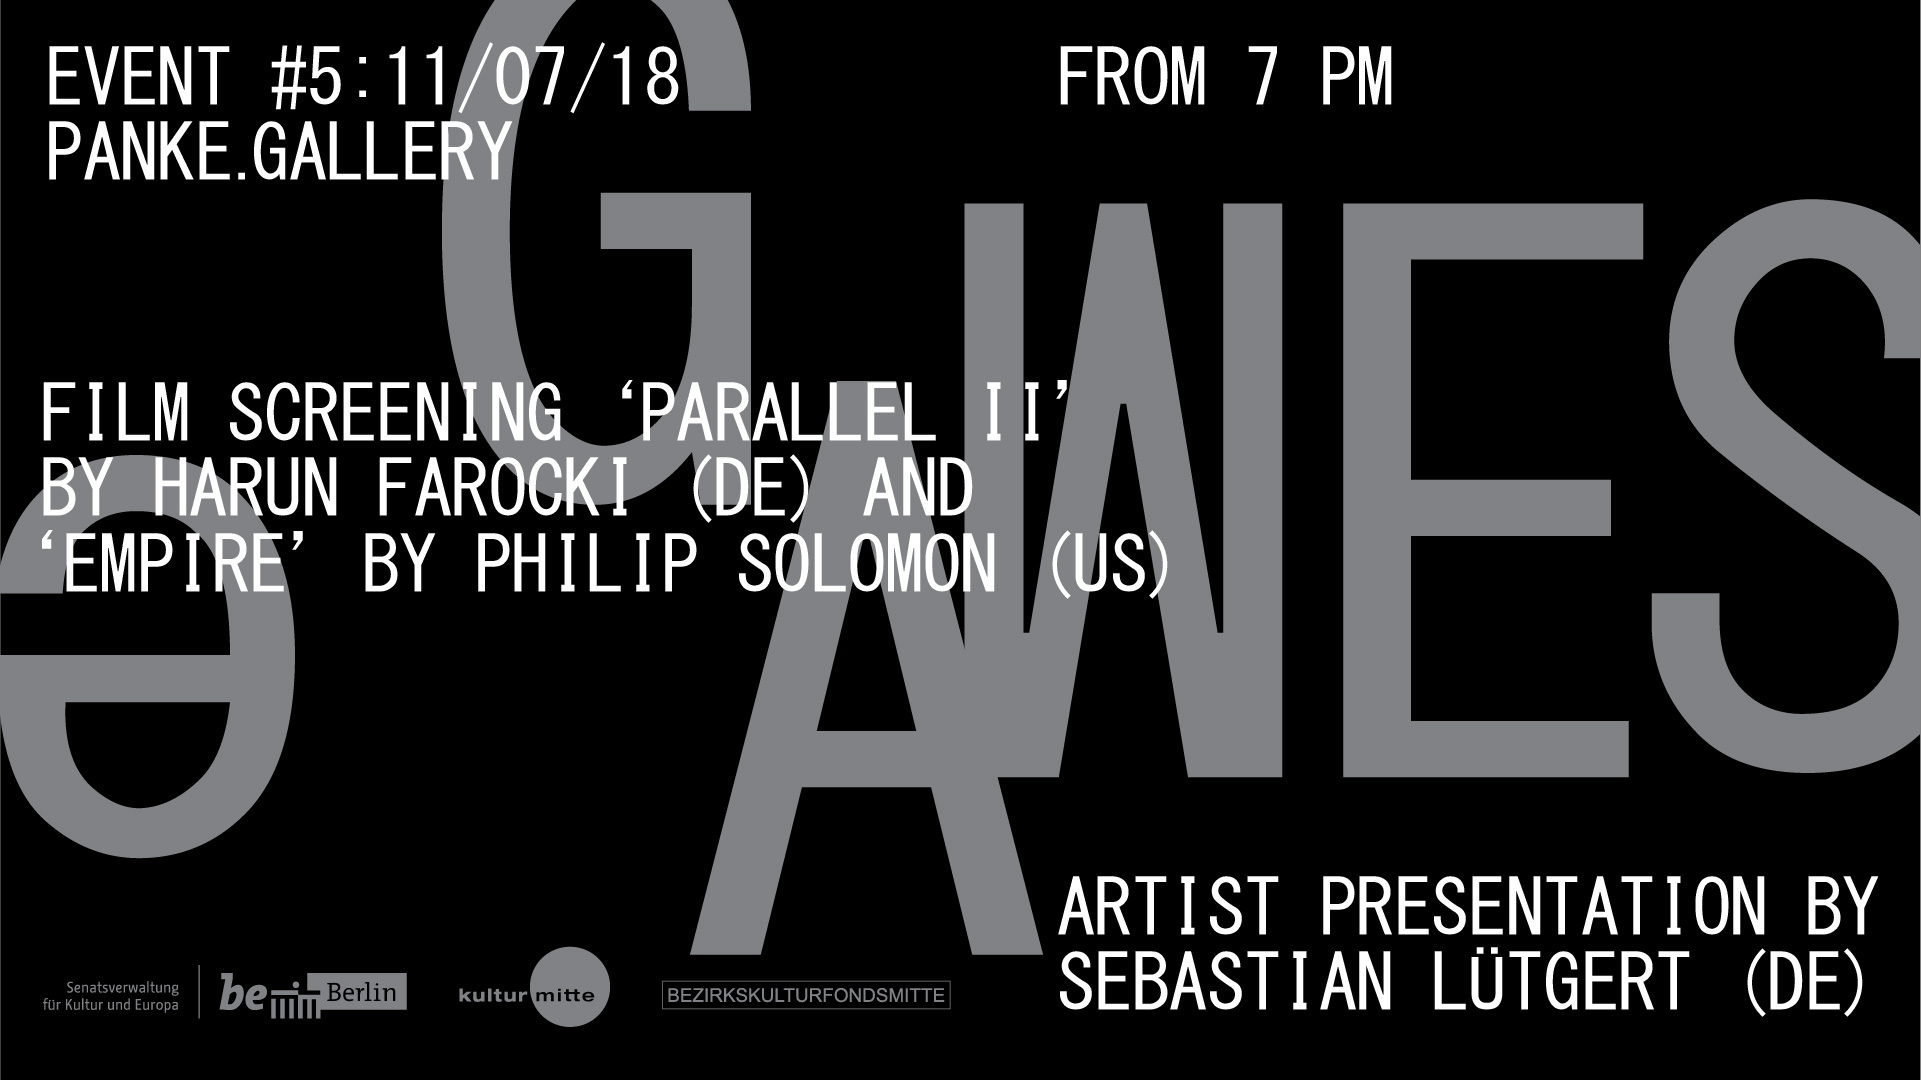 EVENT #5:11/07/18
PANKE.GALLERY
FROM 7 PM
GAMES
FILM SCREENING ‘PARALLEL II’
BY HARUN FAROCKI (DE) AND
‘EMPIRE’ BY PHILIP SOLOMON (US)
ə
ARTIST PRESENTATION BY
SEBASTIAN LÜTGERT (DE)
Senatsverwaltung
für Kultur und Europa
be Berlin
kultur mitte
BEZIRKSKULTURFONDSMITTE